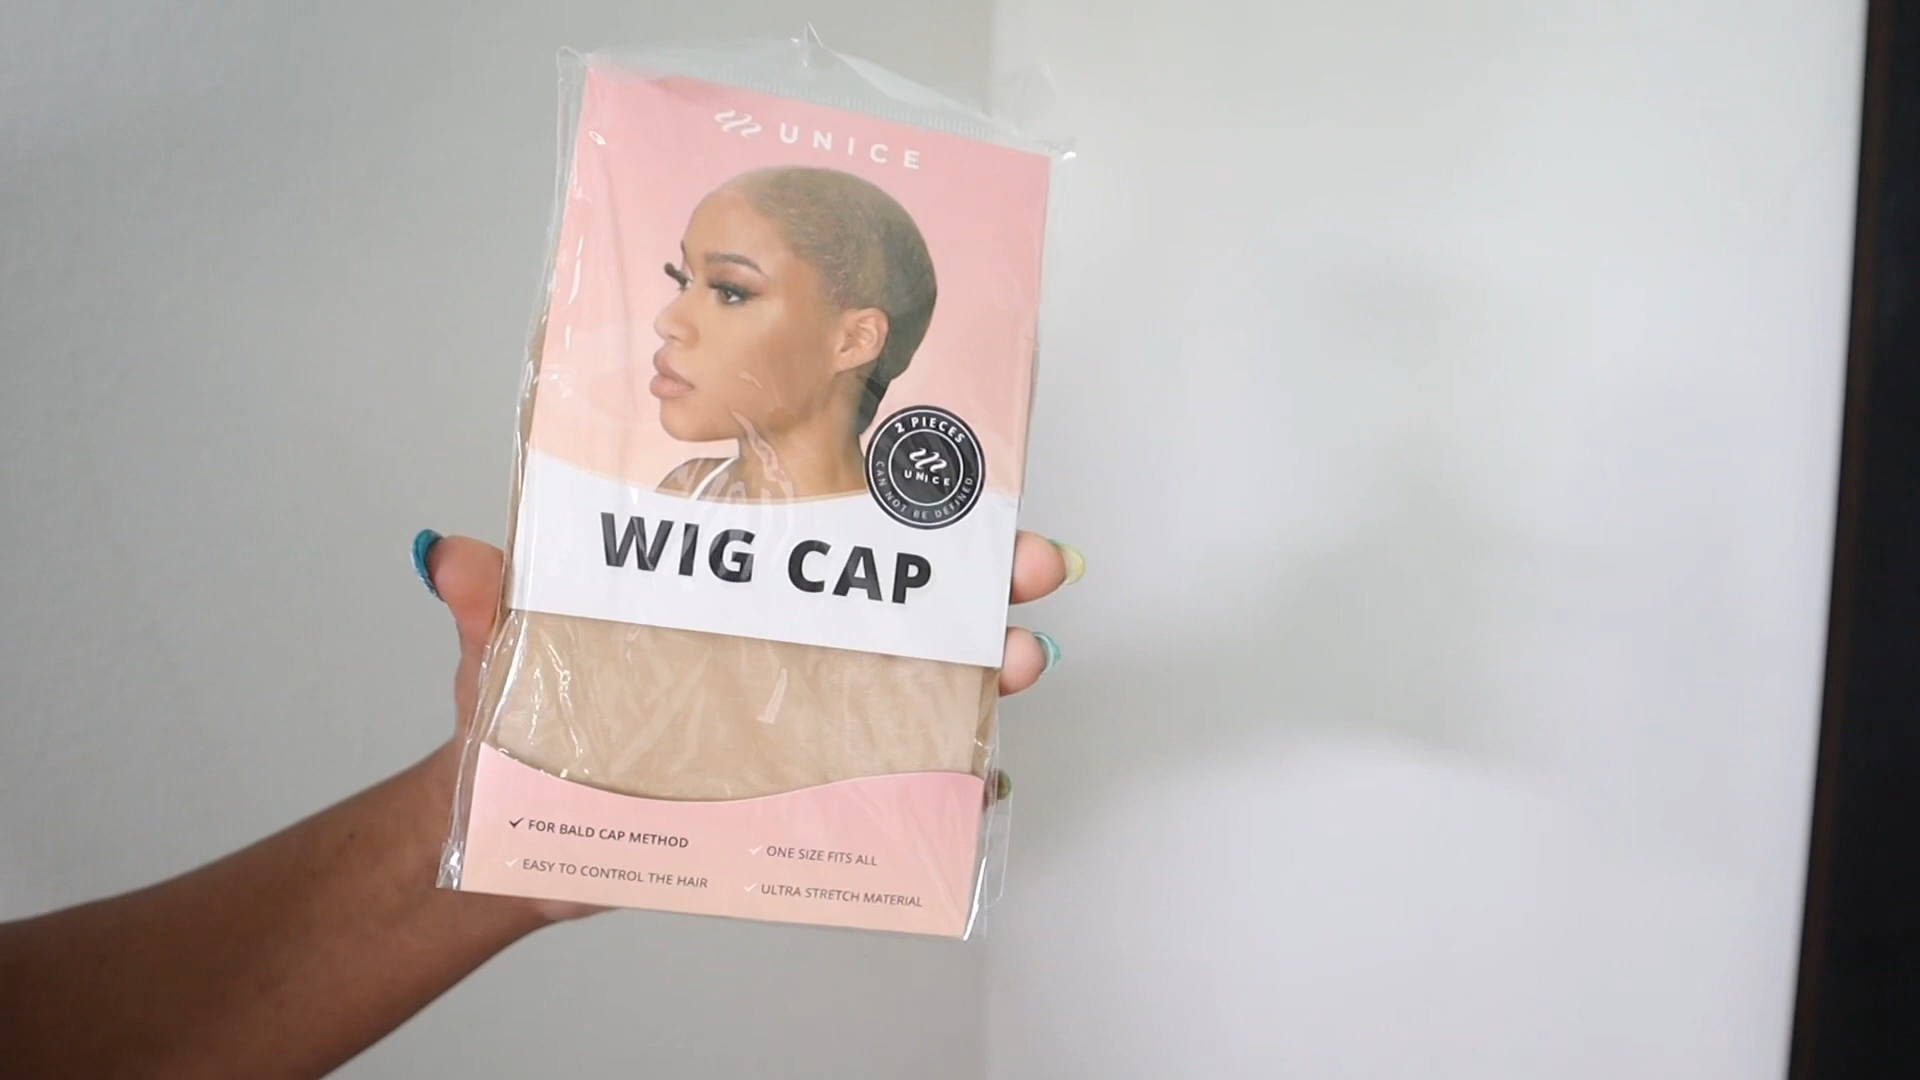 UNICE
2 PIECES
UNICE
CAN NOT BE DEFINED
WIG CAP
FOR BALD CAP METHOD
ONE SIZE FITS ALL
EASY TO CONTROL THE HAIR
ULTRA STRETCH MATERIAL